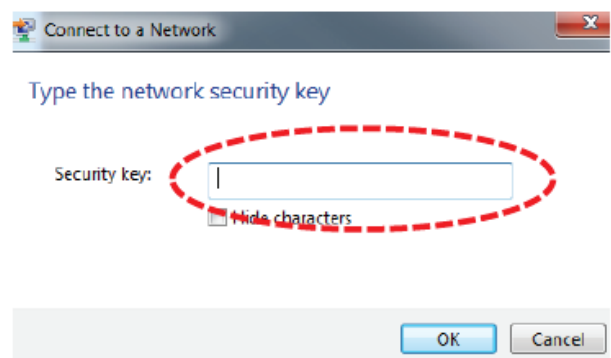 Connect to a Network
Type the network security key
Security key:
Hide characters
OK
Cancel